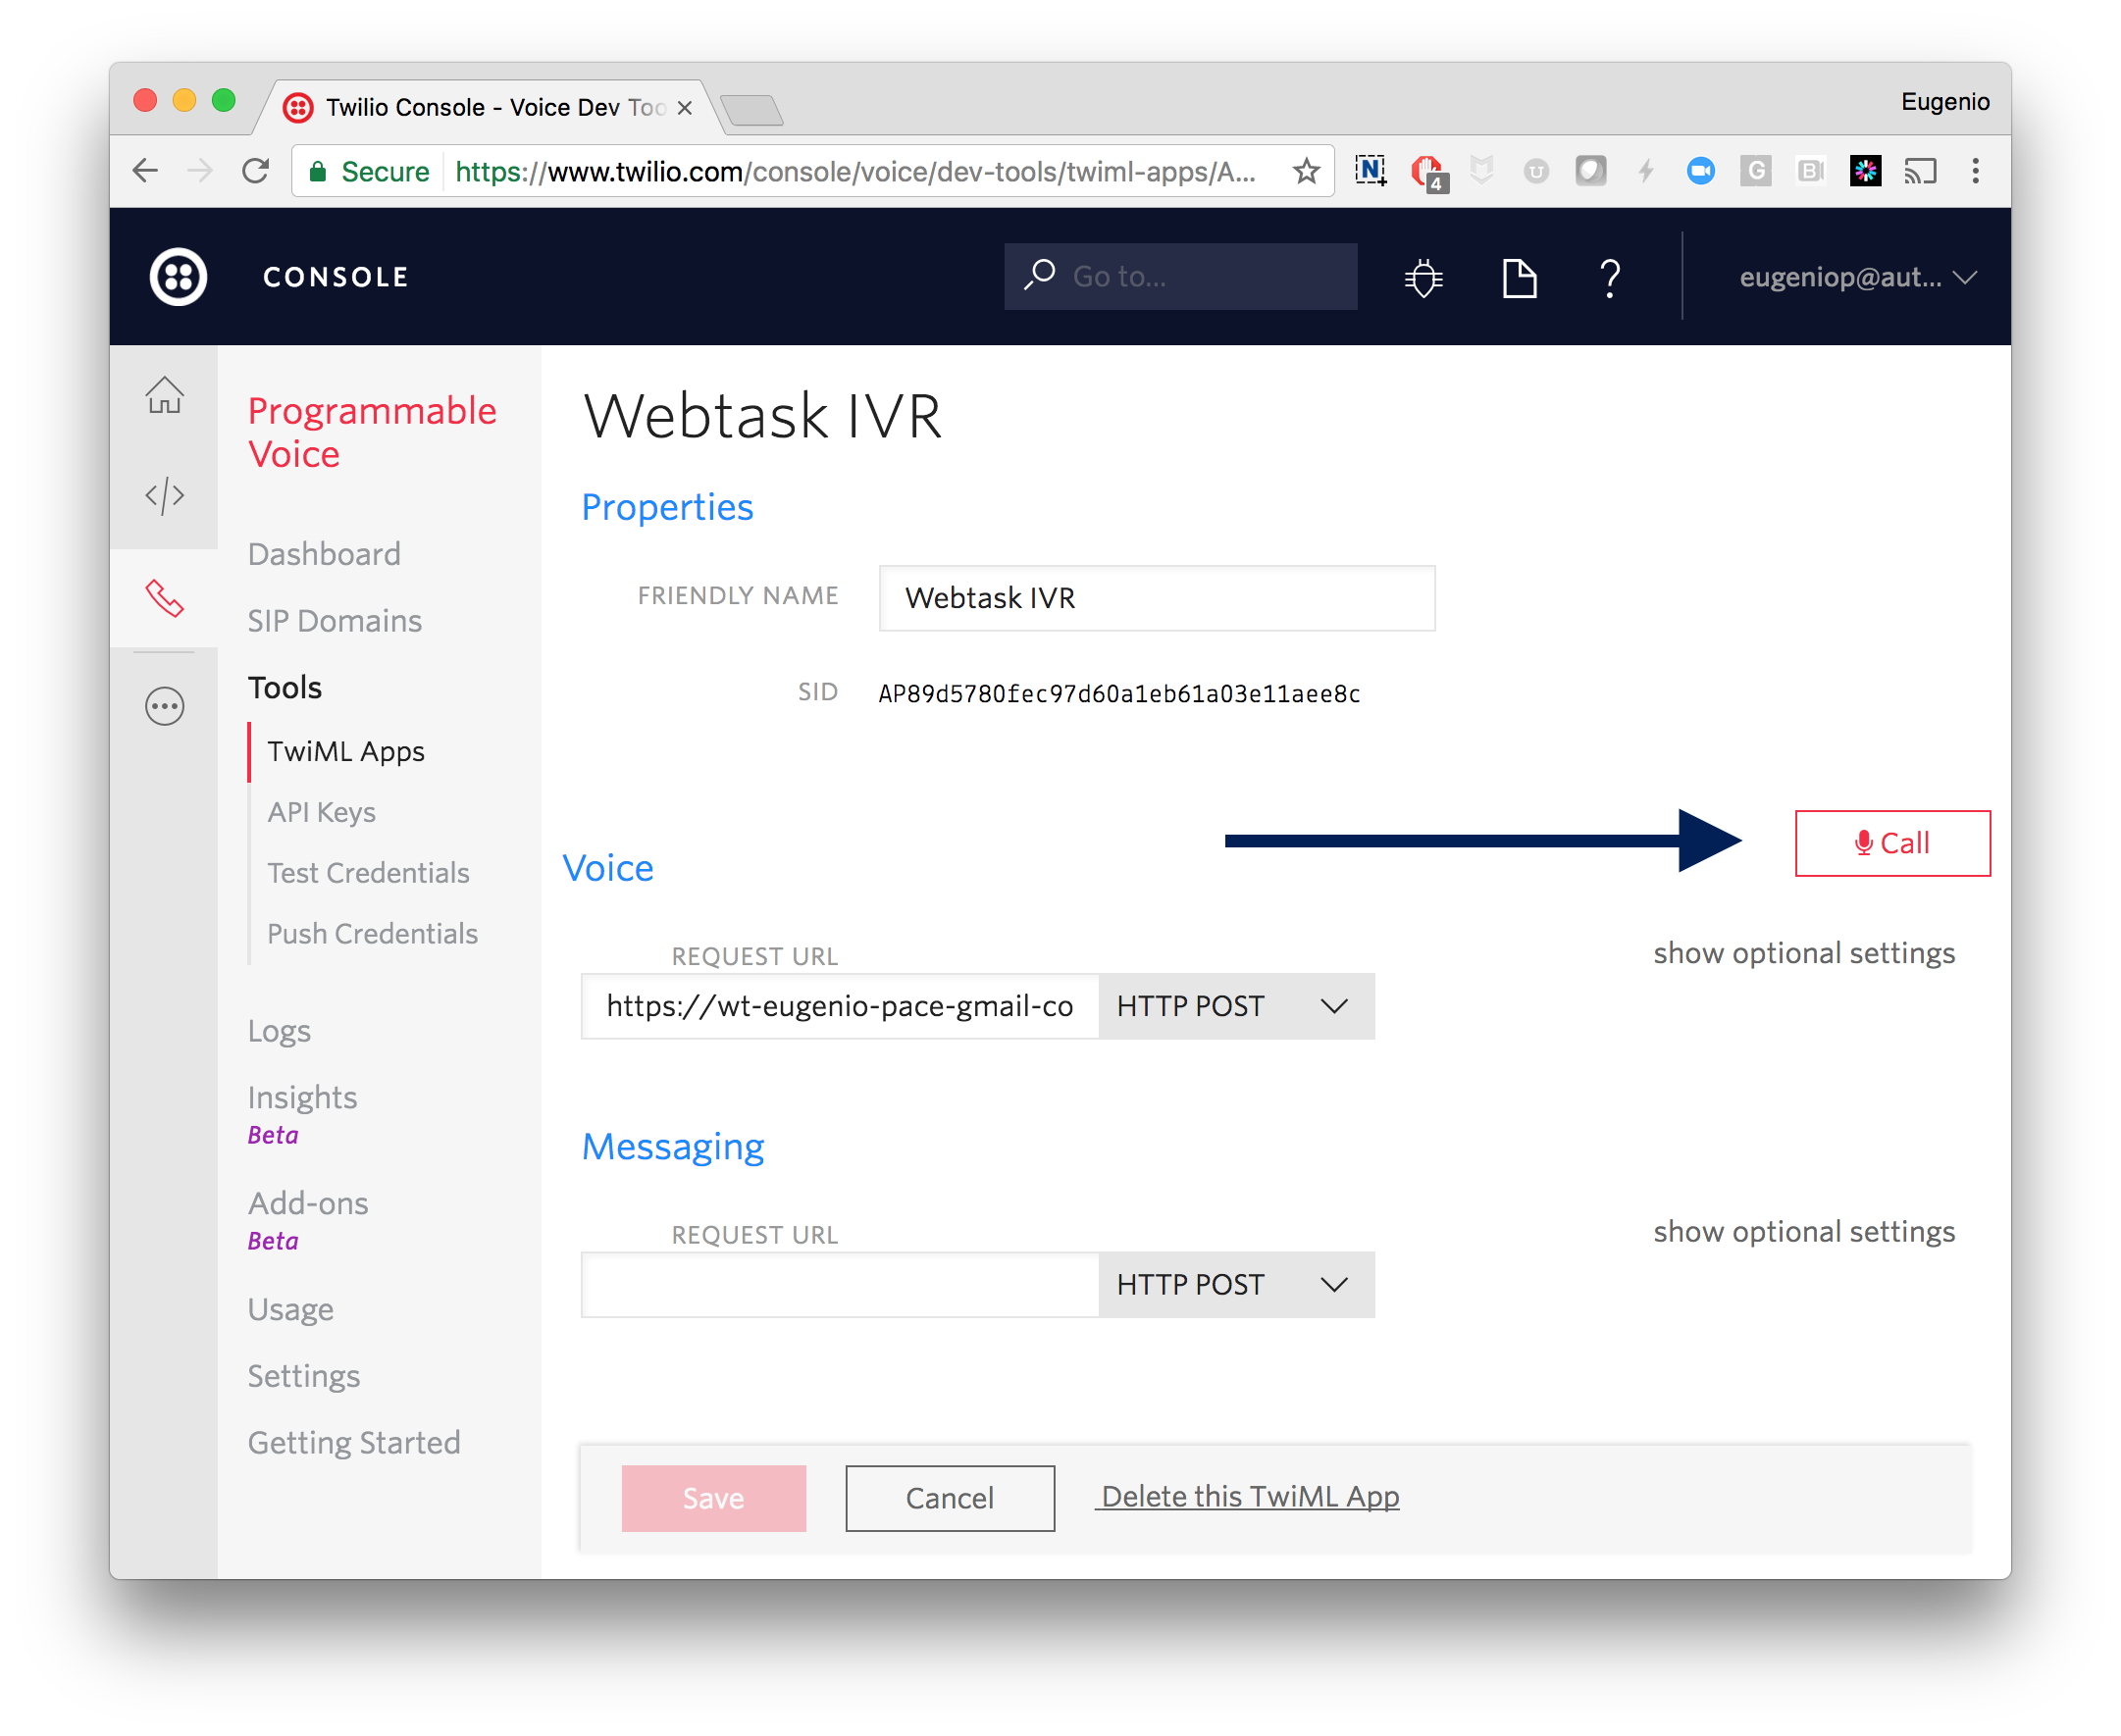 Twilio Console - Voice Dev Too
Eugenio
Secure https://www.twilio.com/console/voice/dev-tools/twiml-apps/A...
4
CONSOLE
Go to...
eugeniop@aut...
Programmable
Voice
Dashboard
SIP Domains
Tools
TwiML Apps
API Keys
Test Credentials
Push Credentials
Logs
Insights
Beta
Add-ons
Beta
Usage
Settings
Getting Started
Webtask IVR
Properties
FRIENDLY NAME Webtask IVR
SID AP89d5780fec97d60a1eb61a03e11aee8c
Call
Voice
REQUEST URL
show optional settings
https://wt-eugenio-pace-gmail-co HTTP POST
Messaging
REQUEST URL
show optional settings
HTTP POST
Save Cancel Delete this TwiML App